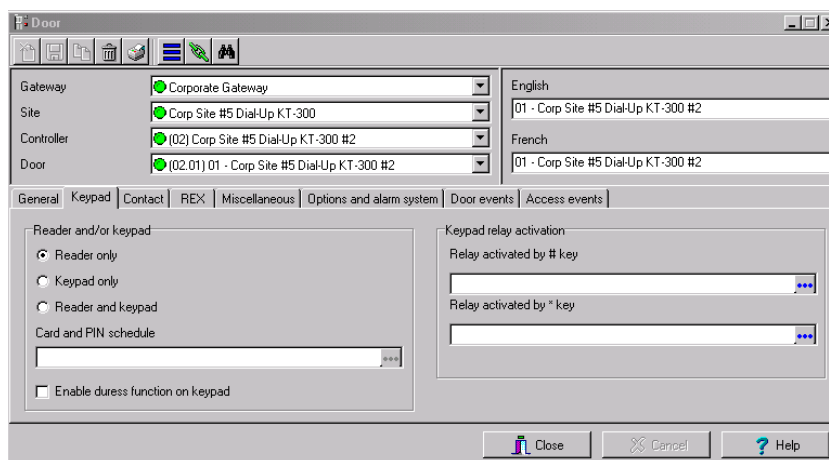 Door
Gateway
Corporate Gateway
Site
Corp Site #5 Dial-Up KT-300
Controller
(02) Corp Site #5 Dial-Up KT-300 #2
Door
(02.01) 01 - Corp Site #5 Dial-Up KT-300 #2
English
01 - Corp Site #5 Dial-Up KT-300 #2
French
01 - Corp Site #5 Dial-Up KT-300 #2
General Keypad Contact REX Miscellaneous Options and alarm system Door events Access events
Reader and/or keypad
Reader only
Keypad only
Reader and keypad
Card and PIN schedule
Enable duress function on keypad
Keypad relay activation
Relay activated by # key
Relay activated by * key
Close Cancel Help